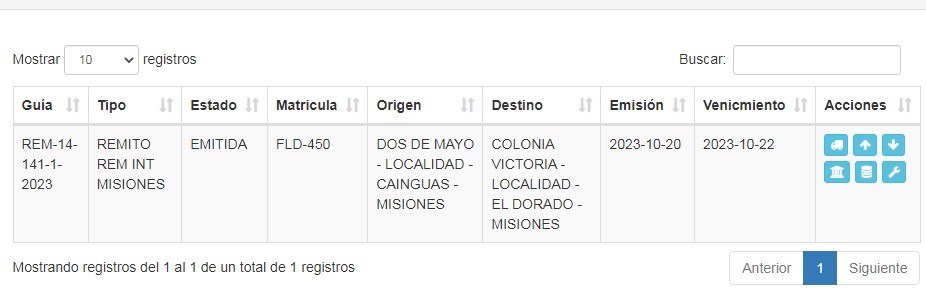 Mostrar 10 registros Buscar:
Guía Tipo Estado Matricula Origen Destino Emisión Venicmiento Acciones
REM-14- REMITO EMITIDA FLD-450 DOS DE MAYO COLONIA 2023-10-20 2023-10-22
141-1- REM INT - LOCALIDAD - VICTORIA -
2023 MISIONES CAINGUAS - LOCALIDAD -
MISIONES EL DORADO -
MISIONES
Mostrando registros del 1 al 1 de un total de 1 registros Anterior 1 Siguiente